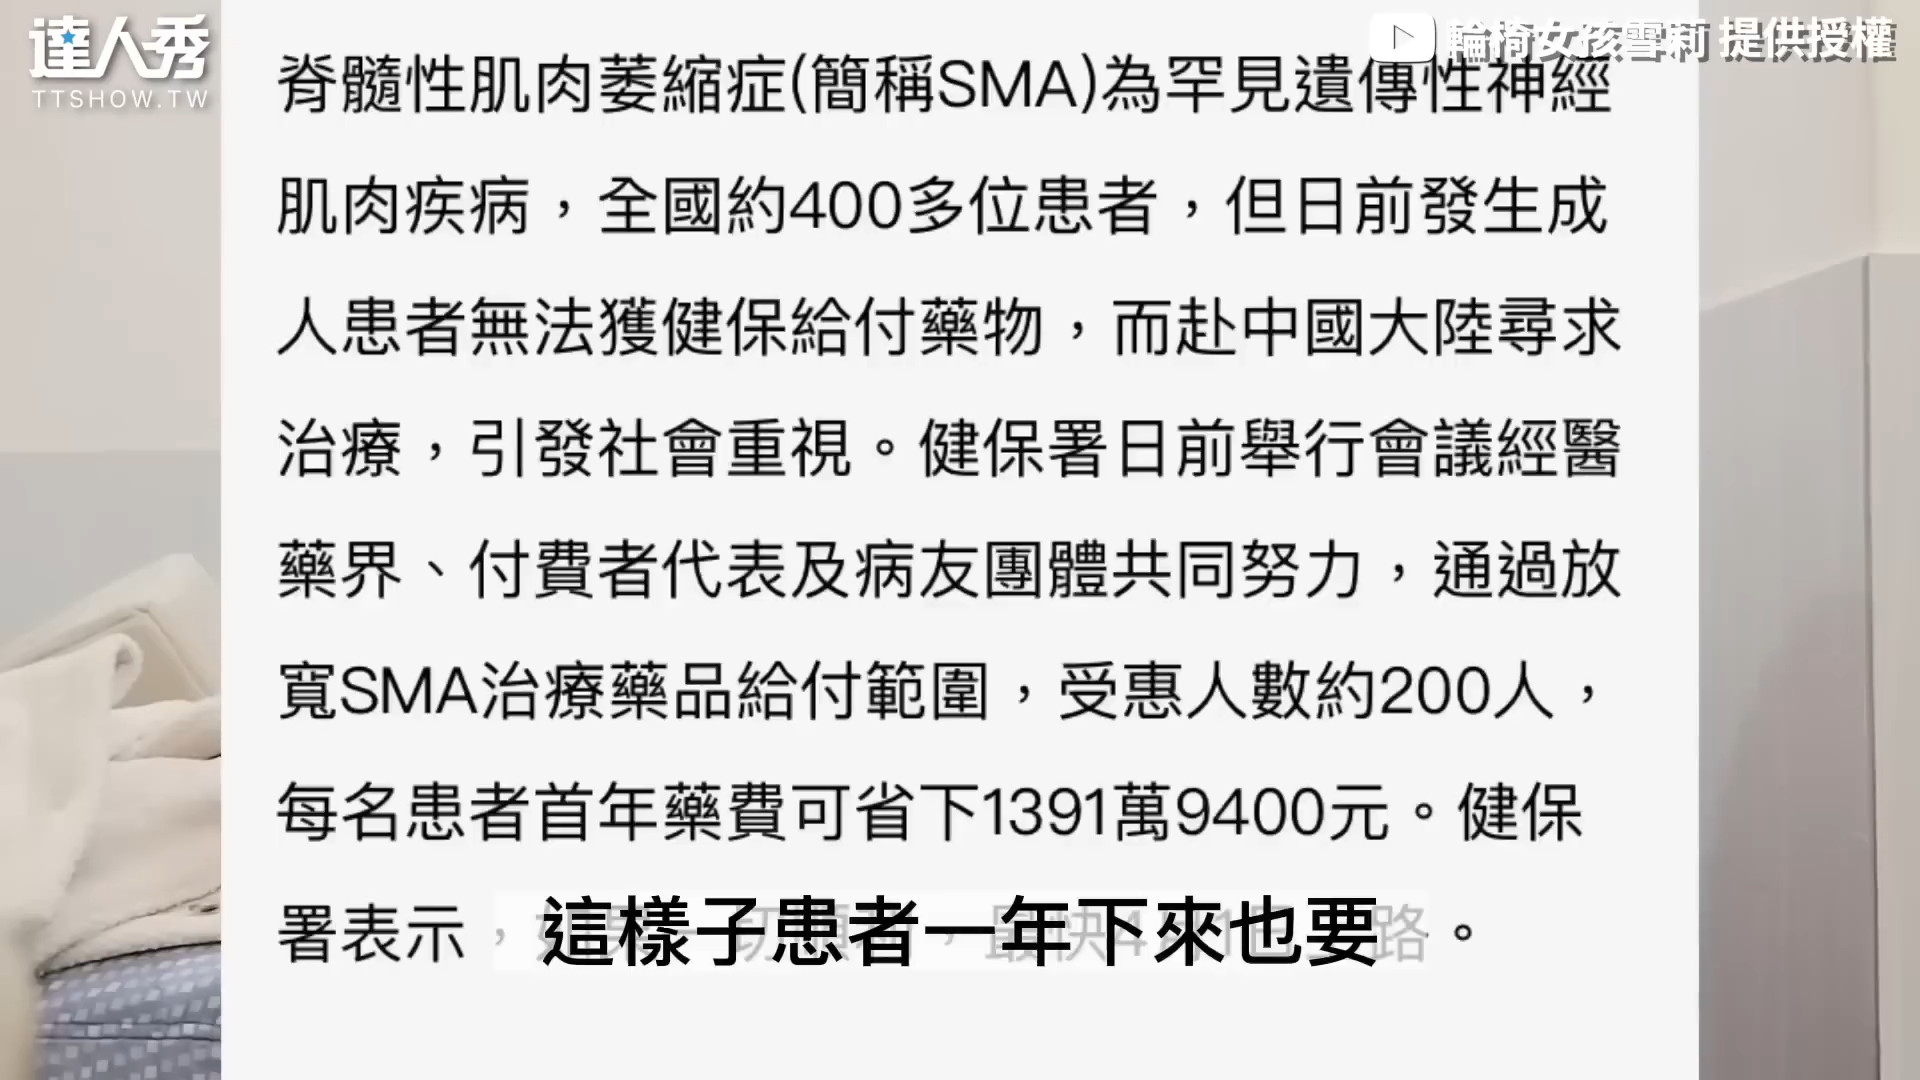 達人秀
TTSHOW.TW
輪椅女孩雪莉 提供授權
脊髓性肌肉萎縮症(簡稱SMA)為罕見遺傳性神經
肌肉疾病，全國約400多位患者，但日前發生成
人患者無法獲健保給付藥物，而赴中國大陸尋求
治療，引發社會重視。健保署日前舉行會議經醫
藥界、付費者代表及病友團體共同努力，通過放
寬SMA治療藥品給付範圍，受惠人數約200人，
每名患者首年藥費可省下1391萬9400元。健保
署表示，最快4月1日路。
這樣子患者一年下來也要